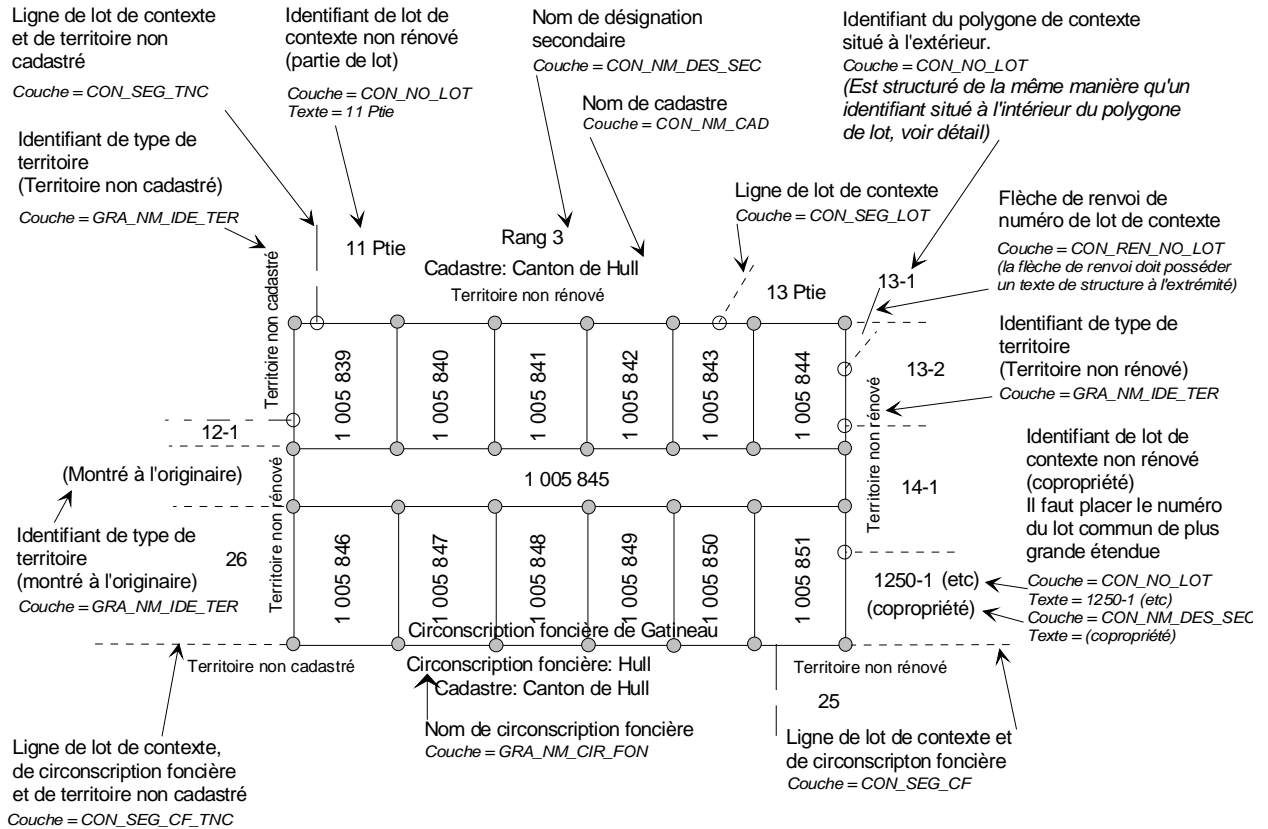 Ligne de lot de contexte
et de territoire non
cadastré
Couche = CON_SEG_TNC
Identifiant de lot de
contexte non rénové
(partie de lot)
Couche = CON_NO_LOT
Texte = 11 Ptie
Nom de désignation
secondaire
Couche = CON_NM_DES_SEC
Nom de cadastre
Couche = CON_NM_CAD
Identifiant du polygone de contexte
situé à l'extérieur.
Couche = CON_NO_LOT
(Est structuré de la même manière qu'un
identifiant situé à l'intérieur du polygone
de lot, voir détail)
Identifiant de type de
territoire
(Territoire non cadastré)
Couche = GRA_NM_IDE_TER
Ligne de lot de contexte
Couche = CON_SEG_LOT
Flèche de renvoi de
numéro de lot de contexte
Couche = CON_REN_NO_LOT
(la flèche de renvoi doit posséder
un texte de structure à l'extrémité)
11 Ptie
Rang 3
Cadastre: Canton de Hull
Territoire non rénové
13 Ptie
13-1
Territoire non cadastré
1 005 839
1 005 840
1 005 841
1 005 842
1 005 843
1 005 844
13-2
Territoire non rénové
Identifiant de type de
territoire
(Territoire non rénové)
Couche = GRA_NM_IDE_TER
12-1
(Montré à l'originaire)
Territoire non rénové
1 005 845
14-1
Identifiant de lot de
contexte non rénové
(copropriété)
Il faut placer le numéro
du lot commun de plus
grande étendue
Couche = CON_NO_LOT
Texte = 1250-1 (etc)
Couche = CON_NM_DES_SEC
Texte = (copropriété)
Identifiant de type de
territoire
(montré à l'originaire)
Couche = GRA_NM_IDE_TER
26
1 005 846
1 005 847
1 005 848
1 005 849
1 005 850
1 005 851
1250-1 (etc)
(copropriété)
Circonscription foncière de Gatineau
Territoire non cadastré
Circonscription foncière: Hull
Cadastre: Canton de Hull
Territoire non rénové
25
Nom de circonscription foncière
Couche = GRA_NM_CIR_FON
Ligne de lot de contexte,
de circonscription foncière
et de territoire non cadastré
Couche = CON_SEG_CF_TNC
Ligne de lot de contexte et
de circonscripton foncière
Couche = CON_SEG_CF